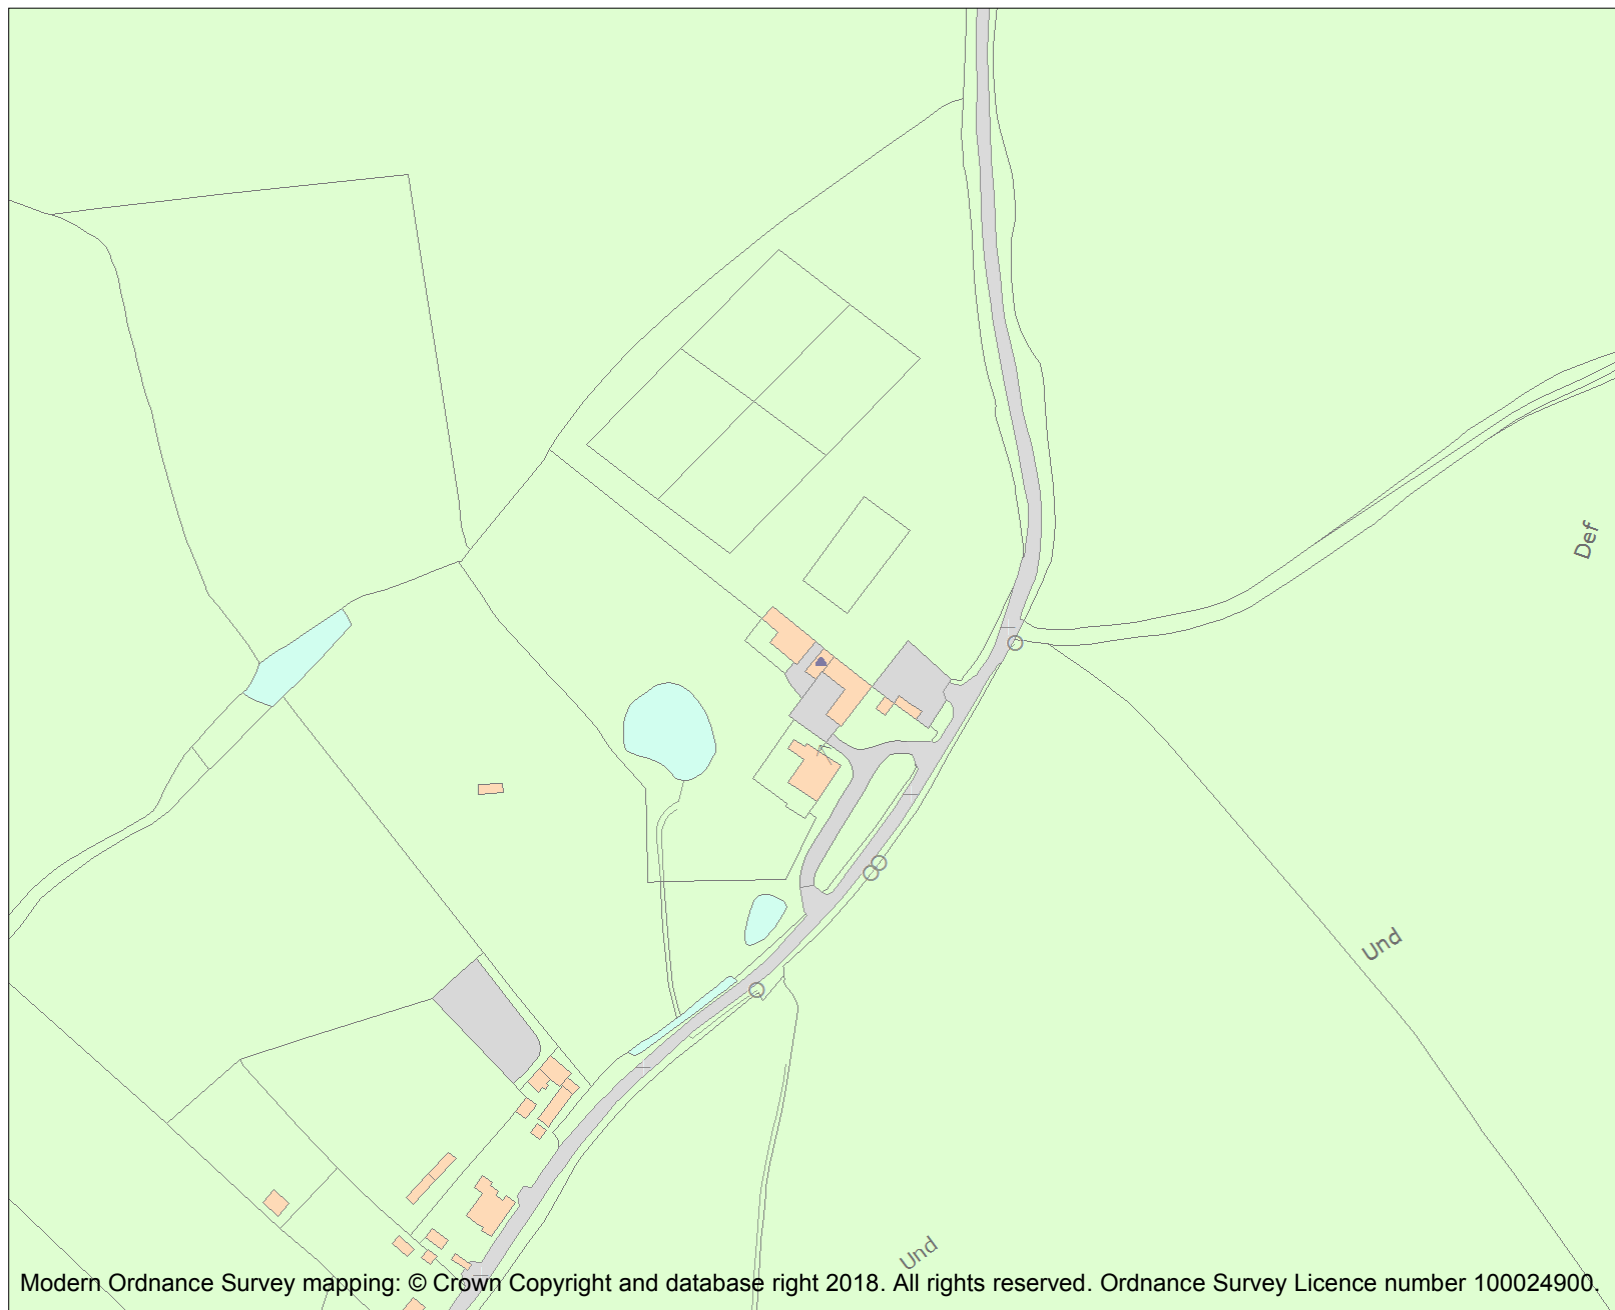 Def
Und
Und
Modern Ordnance Survey mapping: © Crown Copyright and database right 2018. All rights reserved. Ordnance Survey Licence number 100024900.